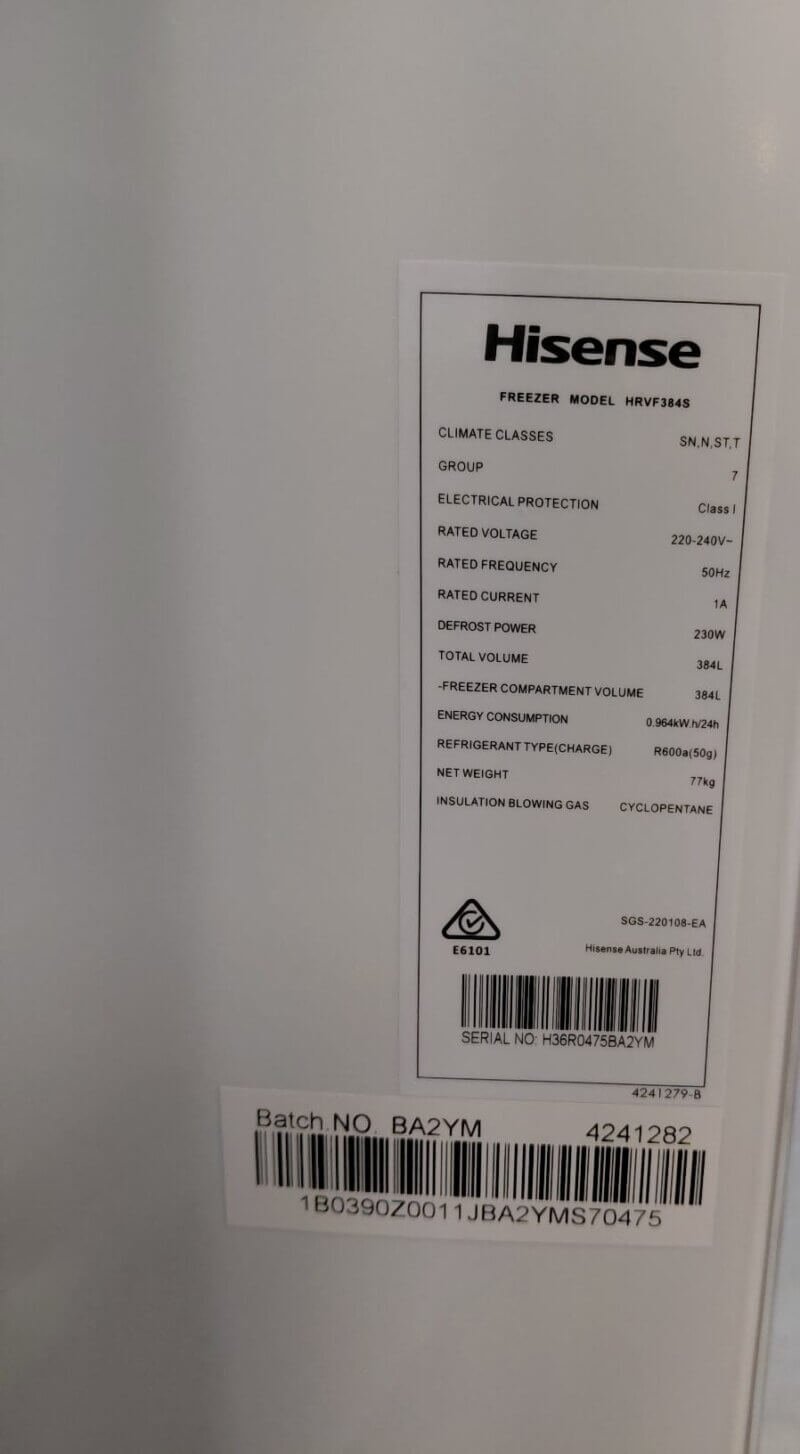 Hisense
FREEZER MODEL HRVF384S
CLIMATE CLASSES SN,N,ST,T
GROUP 7
ELECTRICAL PROTECTION Class I
RATED VOLTAGE 220-240V~
RATED FREQUENCY 50Hz
RATED CURRENT 1A
DEFROST POWER 230W
TOTAL VOLUME 384L
-FREEZER COMPARTMENT VOLUME 384L
ENERGY CONSUMPTION 0.964kW.h/24h
REFRIGERANT TYPE(CHARGE) R600a(50g)
NET WEIGHT 77kg
INSULATION BLOWING GAS CYCLOPENTANE
SGS-220108-EA
E6101 Hisense Australia Pty Ltd.
SERIAL NO: H36R0475BA2YM
4241279-B
Batch NO. BA2YM 4241282
1B0390Z0011JBA2YMS70475